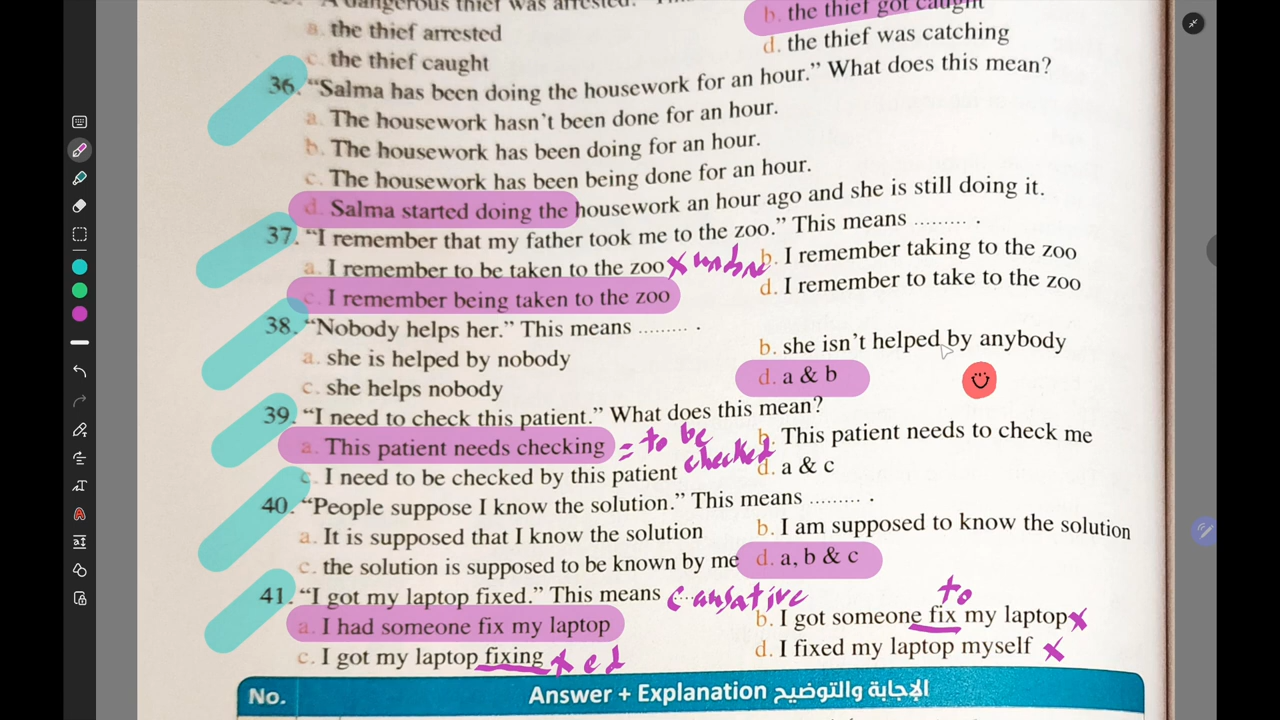 A dangerous thief was arrested.
a. the thief arrested
b. the thief got caught
c. the thief caught
d. the thief was catching
36. "Salma has been doing the housework for an hour." What does this mean?
a. The housework hasn't been done for an hour.
b. The housework has been doing for an hour.
c. The housework has been being done for an hour.
d. Salma started doing the housework an hour ago and she is still doing it.
37. "I remember that my father took me to the zoo." This means ......... .
a. I remember to be taken to the zoo x
b. I remember taking to the zoo
c. I remember being taken to the zoo
d. I remember to take to the zoo
38. "Nobody helps her." This means ......... .
a. she is helped by nobody
b. she isn't helped by anybody
c. she helps nobody
d. a & b
39. "I need to check this patient." What does this mean?
a. This patient needs checking = to be checked
b. This patient needs to check me
c. I need to be checked by this patient
d. a & c
40. "People suppose I know the solution." This means ......... .
a. It is supposed that I know the solution
b. I am supposed to know the solution
c. the solution is supposed to be known by me
d. a, b & c
41. "I got my laptop fixed." This means ......... causative
to
a. I had someone fix my laptop
b. I got someone fix my laptop x
c. I got my laptop fixing x ed
d. I fixed my laptop myself x
No. Answer + Explanation الإجابة والتوضيح